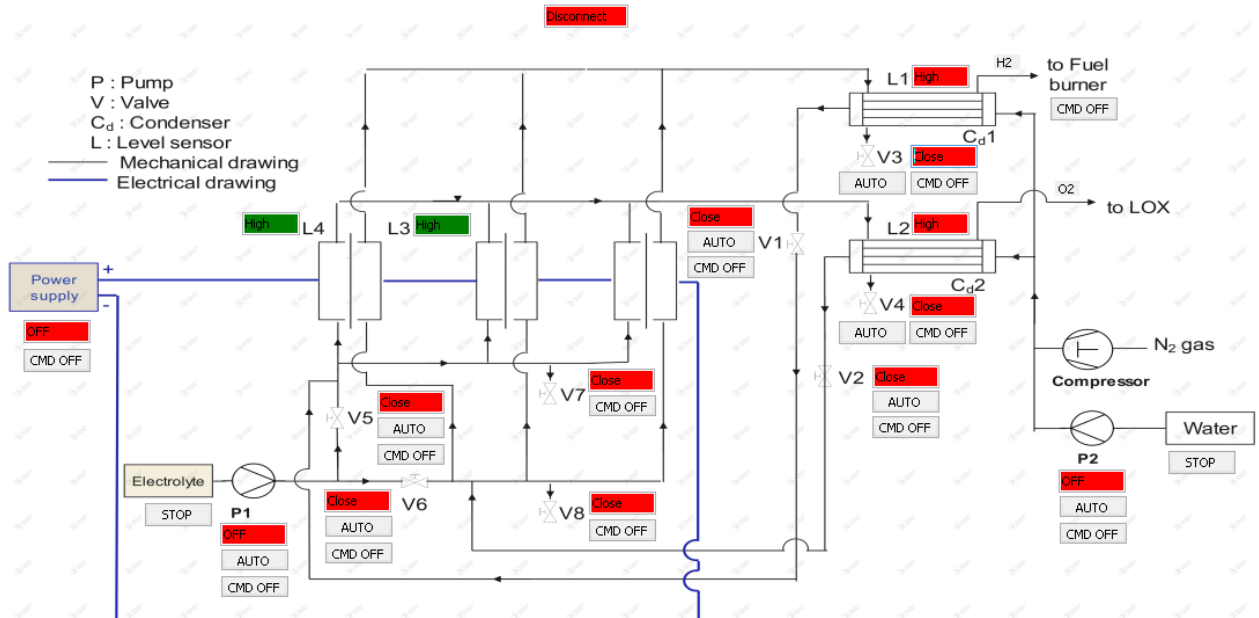 Disconnect
P : Pump
V : Valve
Cd : Condenser
L : Level sensor
Mechanical drawing
Electrical drawing
L1
High
H2
to Fuel
burner
CMD OFF
Cd1
V3
Close
AUTO
CMD OFF
O2
to LOX
High
L4
L3
High
Close
AUTO
CMD OFF
V1
L2
High
Cd2
V4
Close
AUTO
CMD OFF
Power
supply
+
-
OFF
CMD OFF
N2 gas
Compressor
V2
Close
AUTO
CMD OFF
V7
Close
CMD OFF
V5
Close
AUTO
CMD OFF
P2
Water
STOP
OFF
AUTO
CMD OFF
Electrolyte
STOP
P1
OFF
AUTO
CMD OFF
V6
Close
AUTO
CMD OFF
V8
Close
CMD OFF